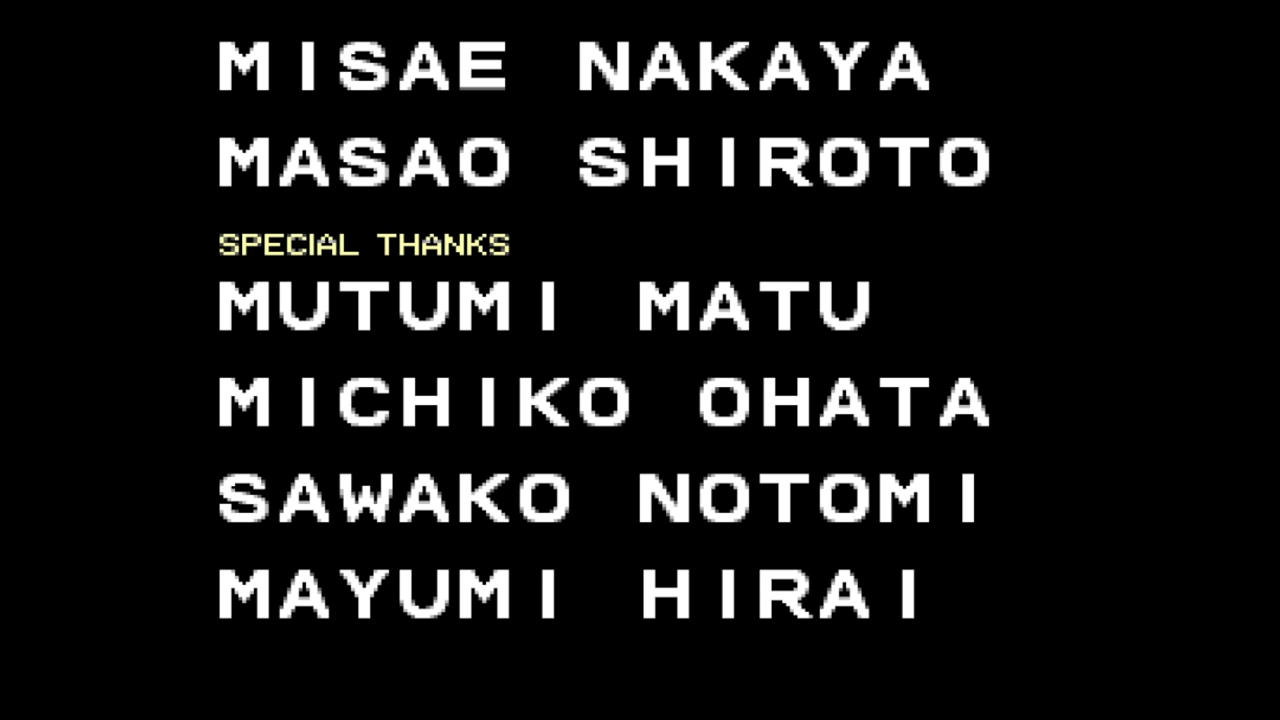 MISAE NAKAYA
MASAO SHIROTO
SPECIAL THANKS
MUTUMI MATU
MICHIKO OHATA
SAWAKO NOTOMI
MAYUMI HIRAI